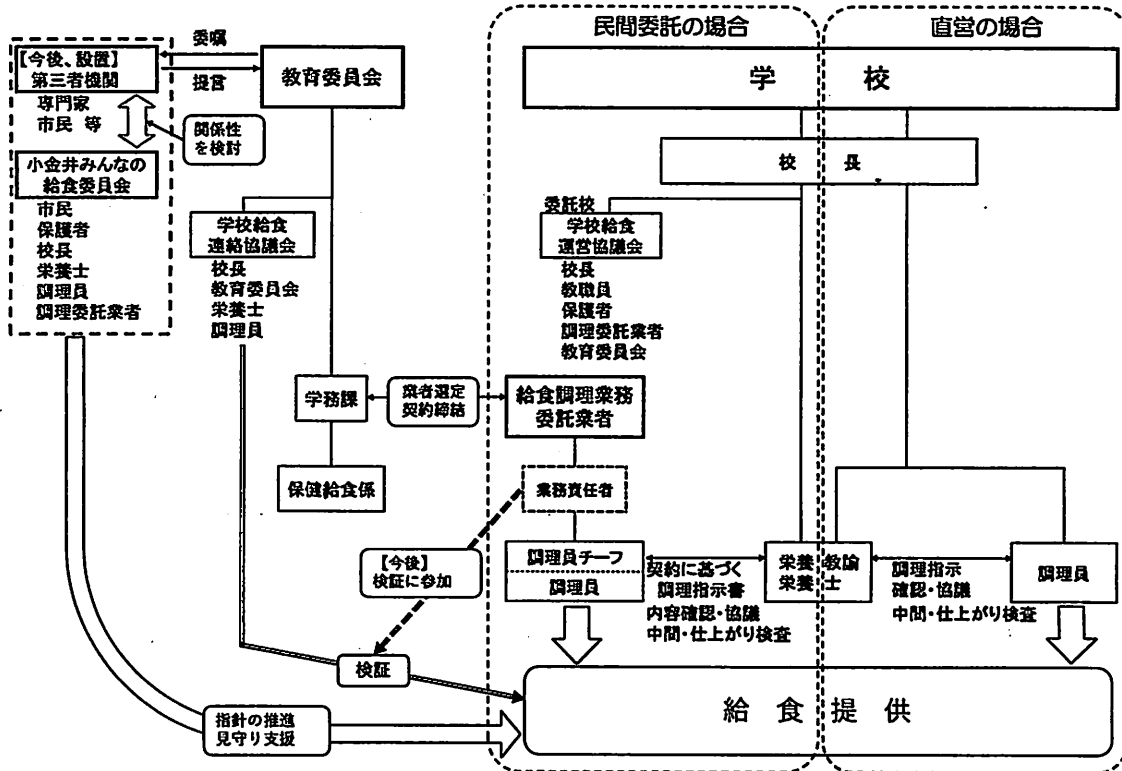 民間委託の場合
直営の場合
委嘱
提言
【今後、設置】
第三者機関
専門家
市民 等
関係性
を検討
小金井みんなの
給食委員会
市民
保護者
校長
栄養士
調理員
調理委託業者
教育委員会
学校給食
連絡協議会
校長
教育委員会
栄養士
調理員
学校
校長
委託校
学校給食
運営協議会
校長
教職員
保護者
調理委託業者
教育委員会
学務課
業者選定
契約締結
給食調理業務
委託業者
保健給食係
業務責任者
【今後】
検証に参加
調理員チーフ
調理員
契約に基づく
調理指示書
内容確認・協議
中間・仕上がり検査
栄養教諭
栄養士
調理指示
確認・協議
中間・仕上がり検査
調理員
検証
指針の推進
見守り支援
給食提供